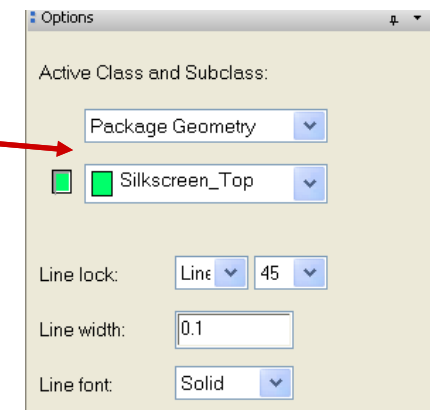 Options
Active Class and Subclass:
Package Geometry
Silkscreen_Top
Line lock: Line 45
Line width: 0.1
Line font: Solid